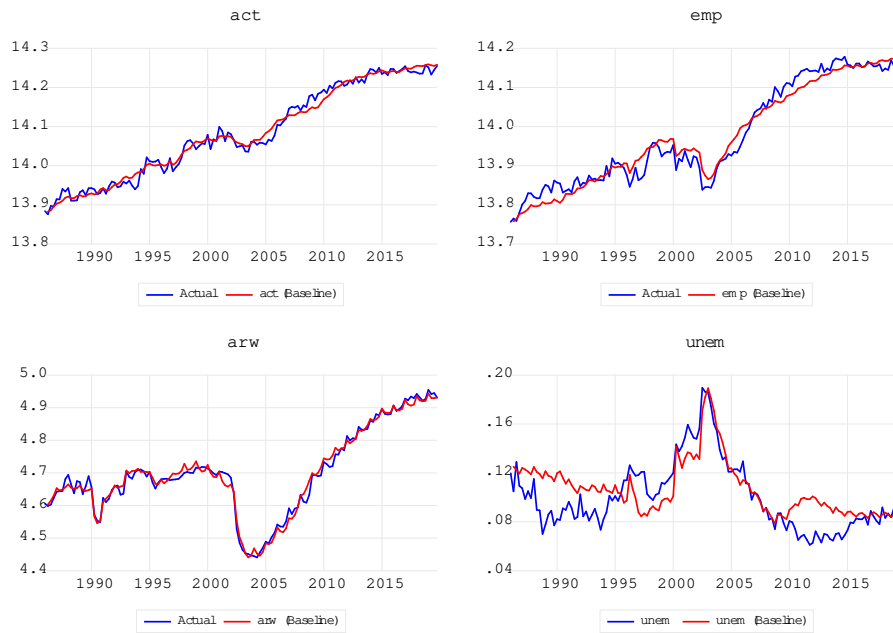 act
14.3
14.2
14.1
14.0
13.9
13.8
1990 1995 2000 2005 2010 2015
Actual act (Baseline)
emp
14.2
14.1
14.0
13.9
13.8
13.7
1990 1995 2000 2005 2010 2015
Actual emp (Baseline)
arw
5.0
4.9
4.8
4.7
4.6
4.5
4.4
1990 1995 2000 2005 2010 2015
Actual arw (Baseline)
unem
.20
.16
.12
.08
.04
1990 1995 2000 2005 2010 2015
unem unem (Baseline)